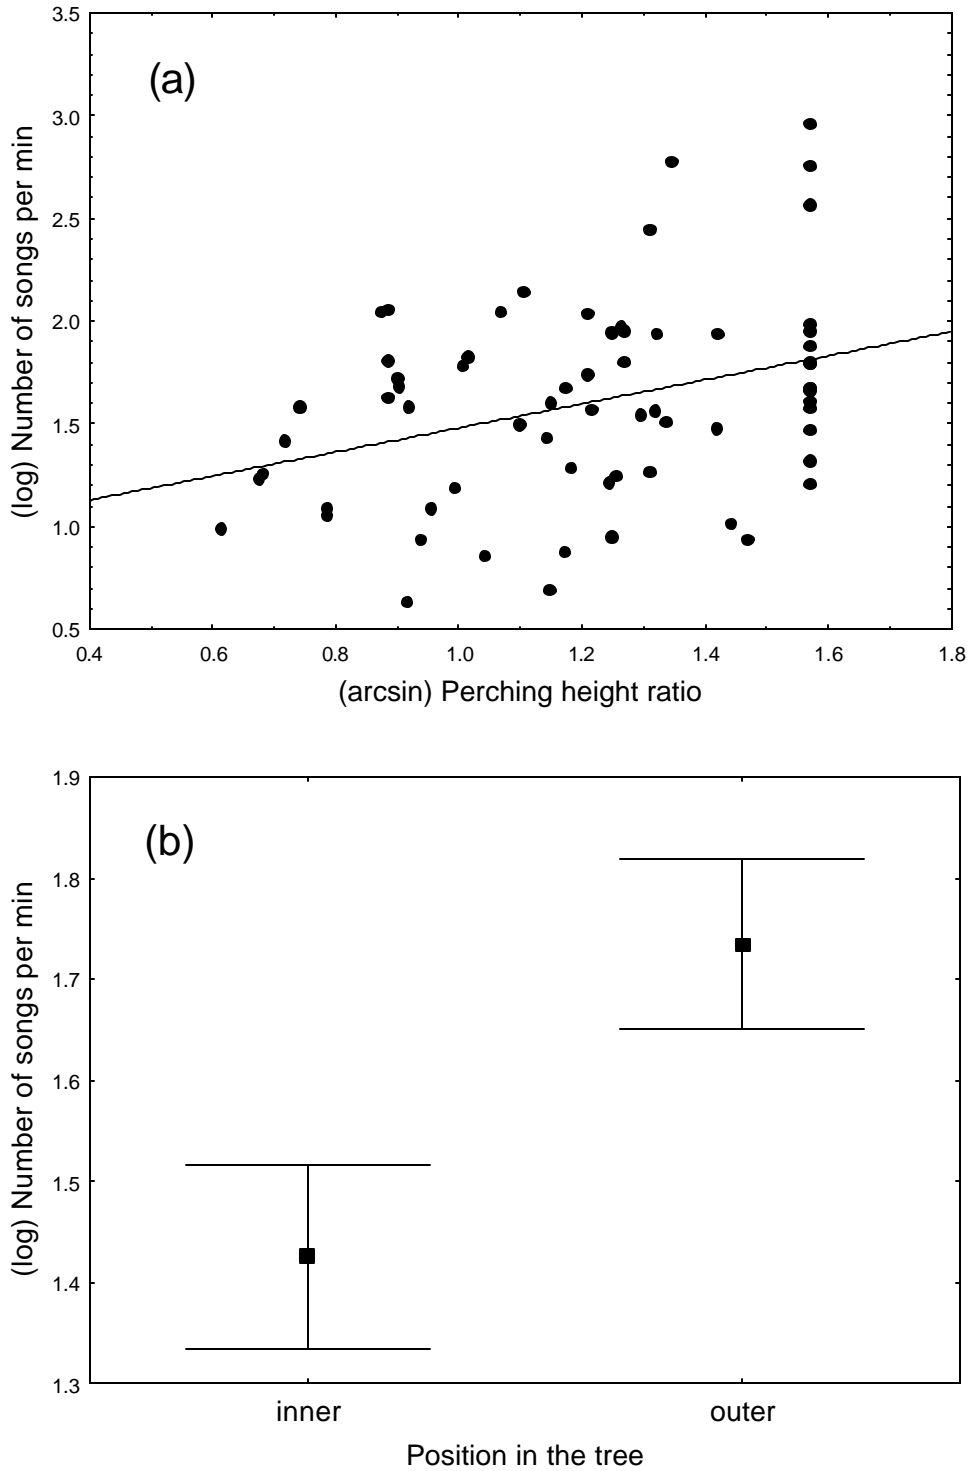 3.5
(a)
3.0
2.5
2.0
1.5
1.0
0.5
(log) Number of songs per min
0.4 0.6 0.8 1.0 1.2 1.4 1.6 1.8
(arcsin) Perching height ratio
1.9
(b)
1.8
1.7
1.6
1.5
1.4
1.3
(log) Number of songs per min
inner outer
Position in the tree